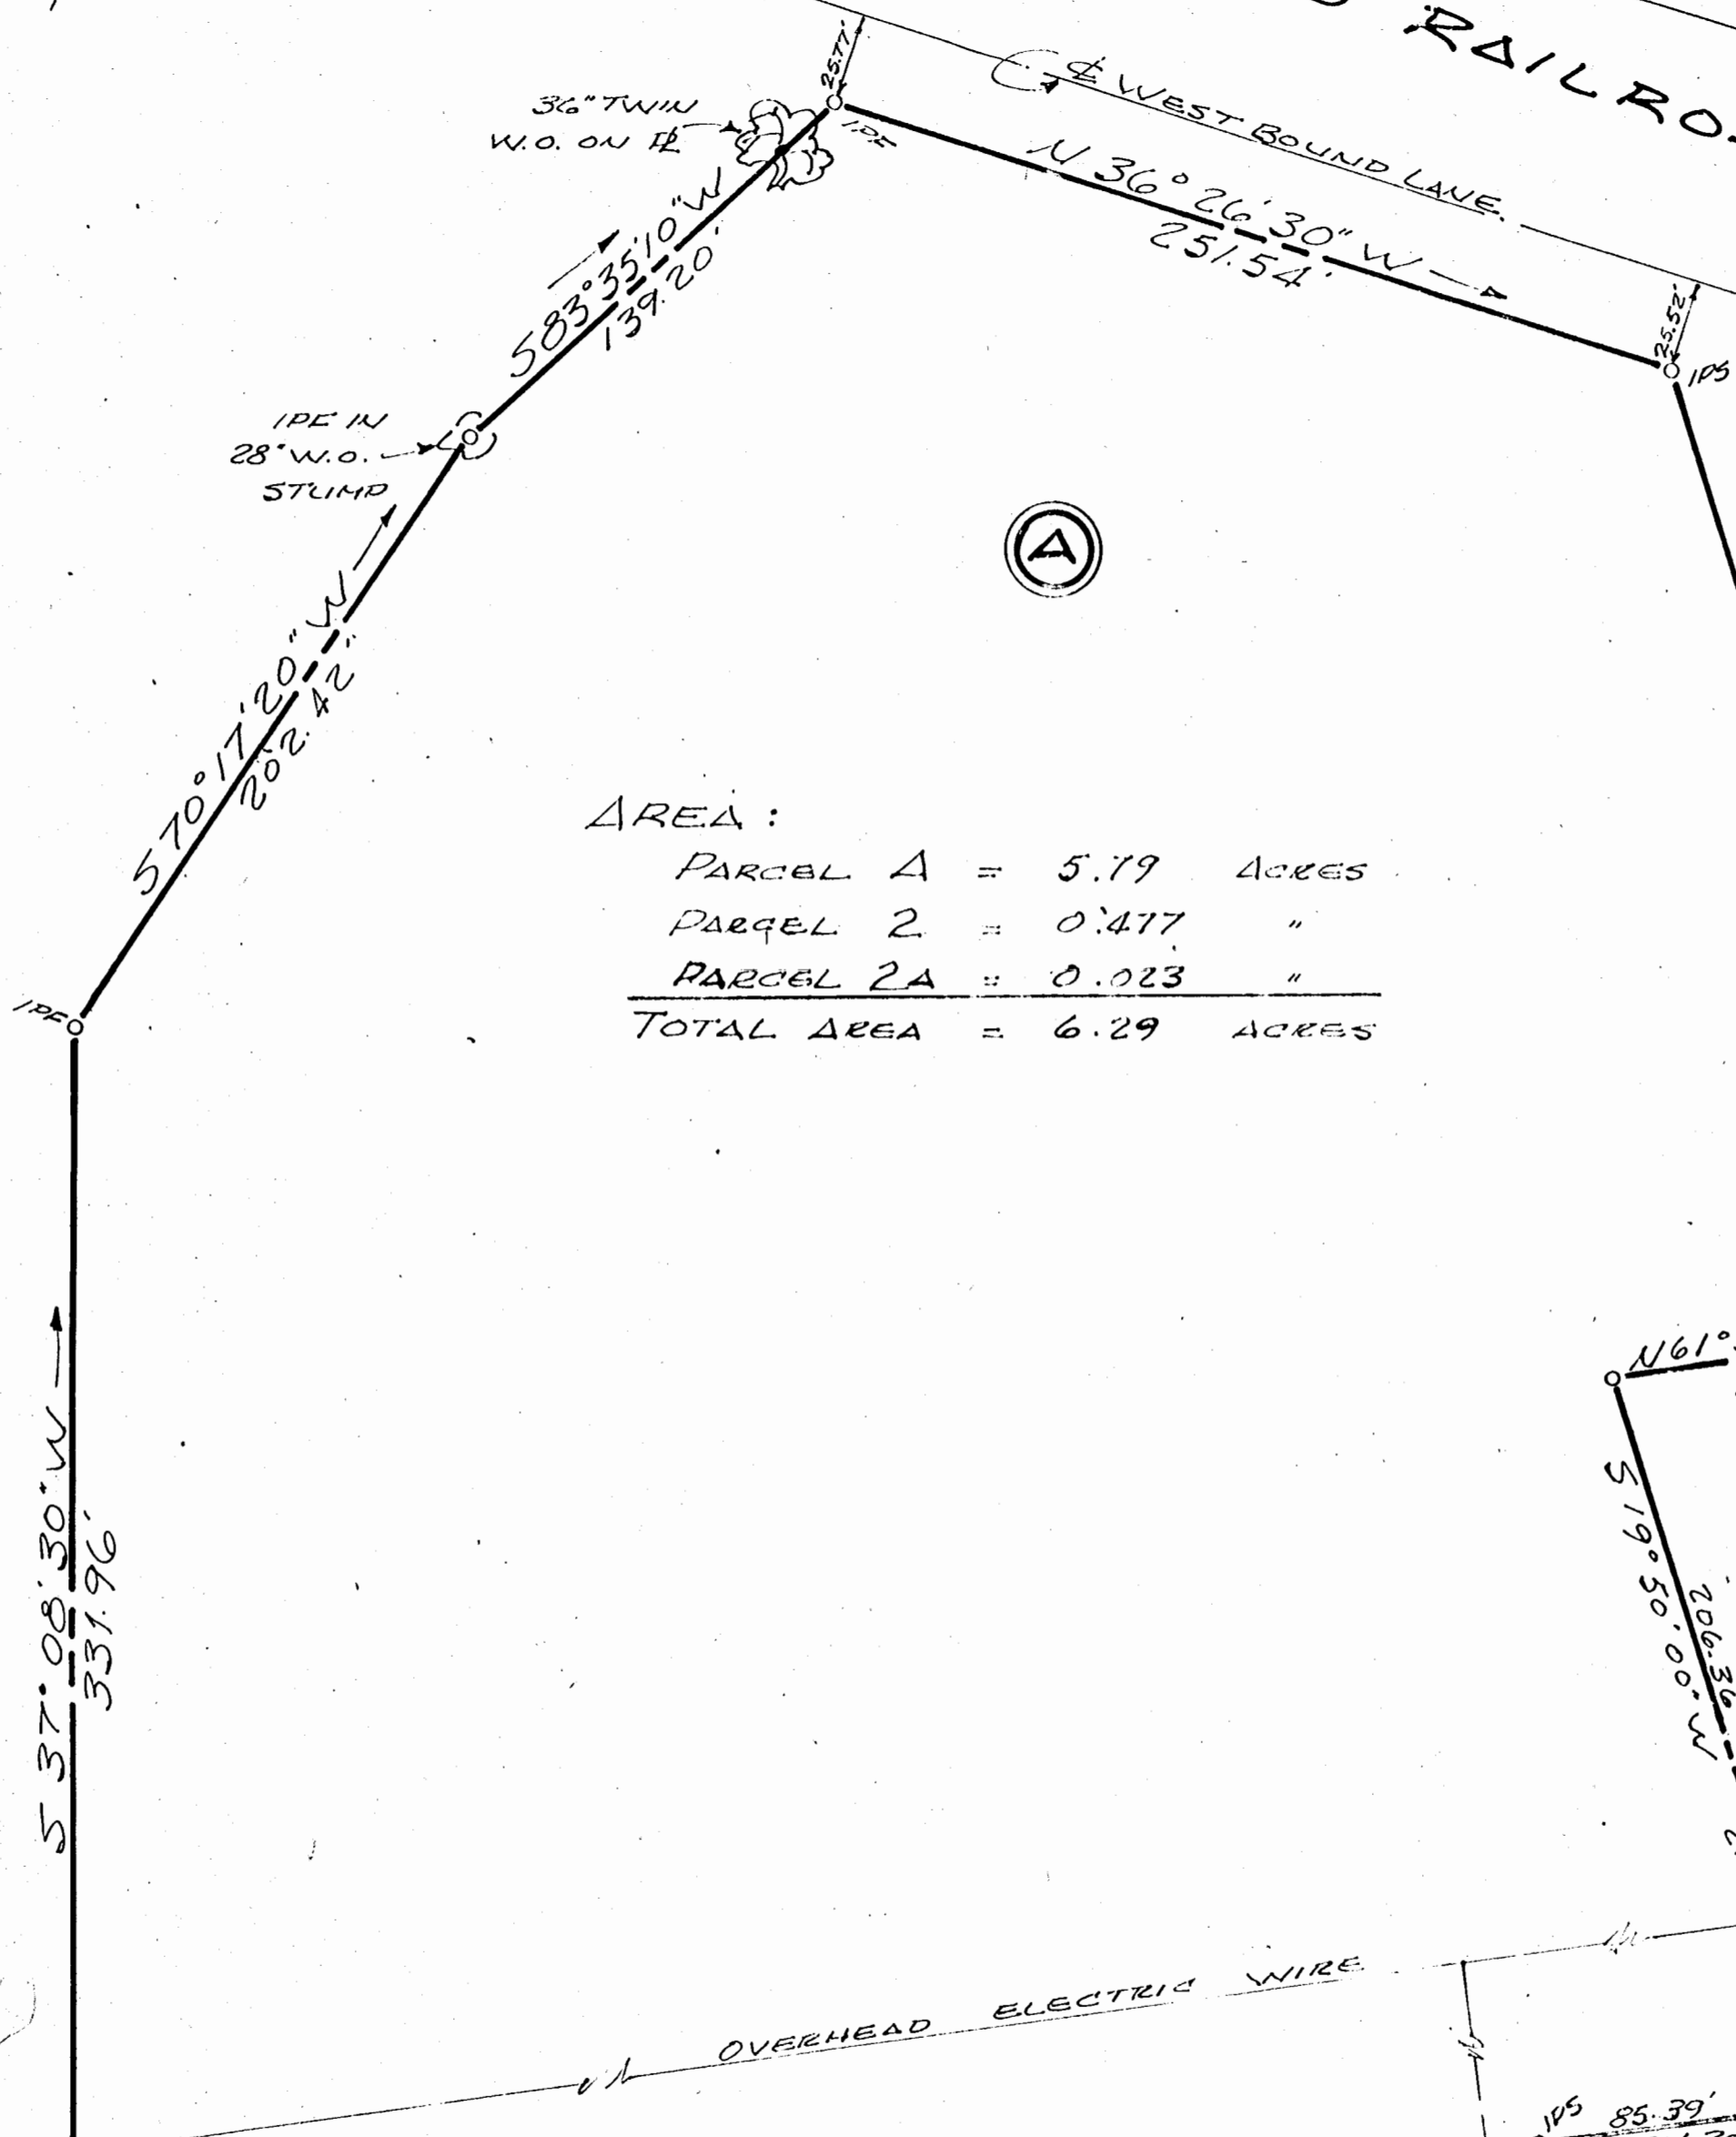 RAILRO
25.77'
℄ WEST BOUND LANE
36" TWIN
W.O. ON ℄
IPF
N 36° 26' 30" W
251.54'
25.52'
IPS
S 83° 35' 10" W
139.20'
IPF IN
28" W.O.
STUMP
A
S 70° 17' 20" W
202.42'
AREA :
PARCEL A = 5.79 ACRES
PARCEL 2 = 0.477 "
PARCEL 2A = 0.023 "
TOTAL AREA = 6.29 ACRES
IPF
N 61°
S 37° 08' 30" W
331.96'
S 19° 50' 00" W
206.36
OVERHEAD ELECTRIC WIRE
IPS 85.39'